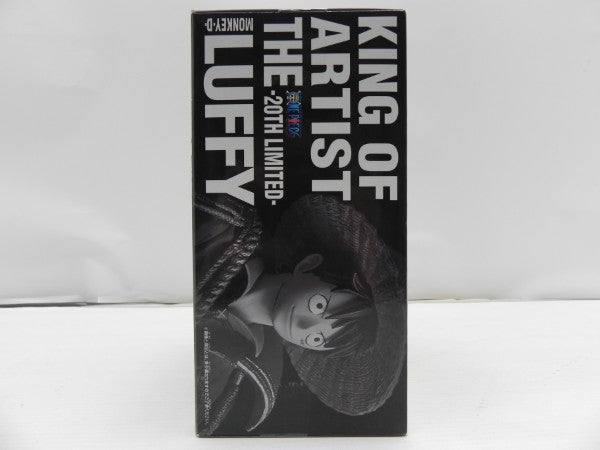 KING OF
ARTIST
THE
ONE PIECE
-20TH LIMITED-
MONKEY·D·
LUFFY